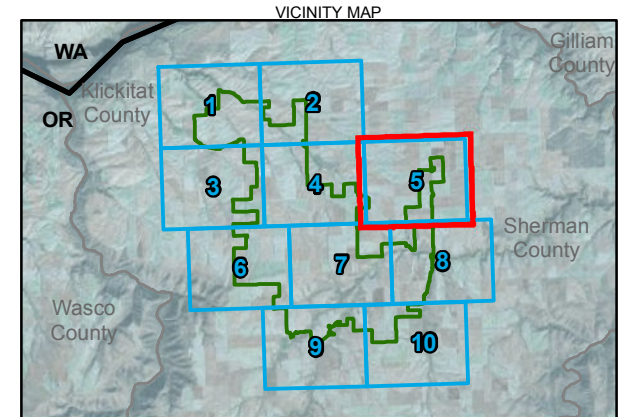 VICINITY MAP
WA
Gilliam
County
Klickitat
County
OR
1
2
3
4
5
Sherman
County
6
7
8
Wasco
County
9
10